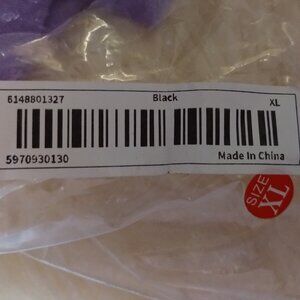 6148801327 Black XL
5970930130 Made In China
SIZE
XL